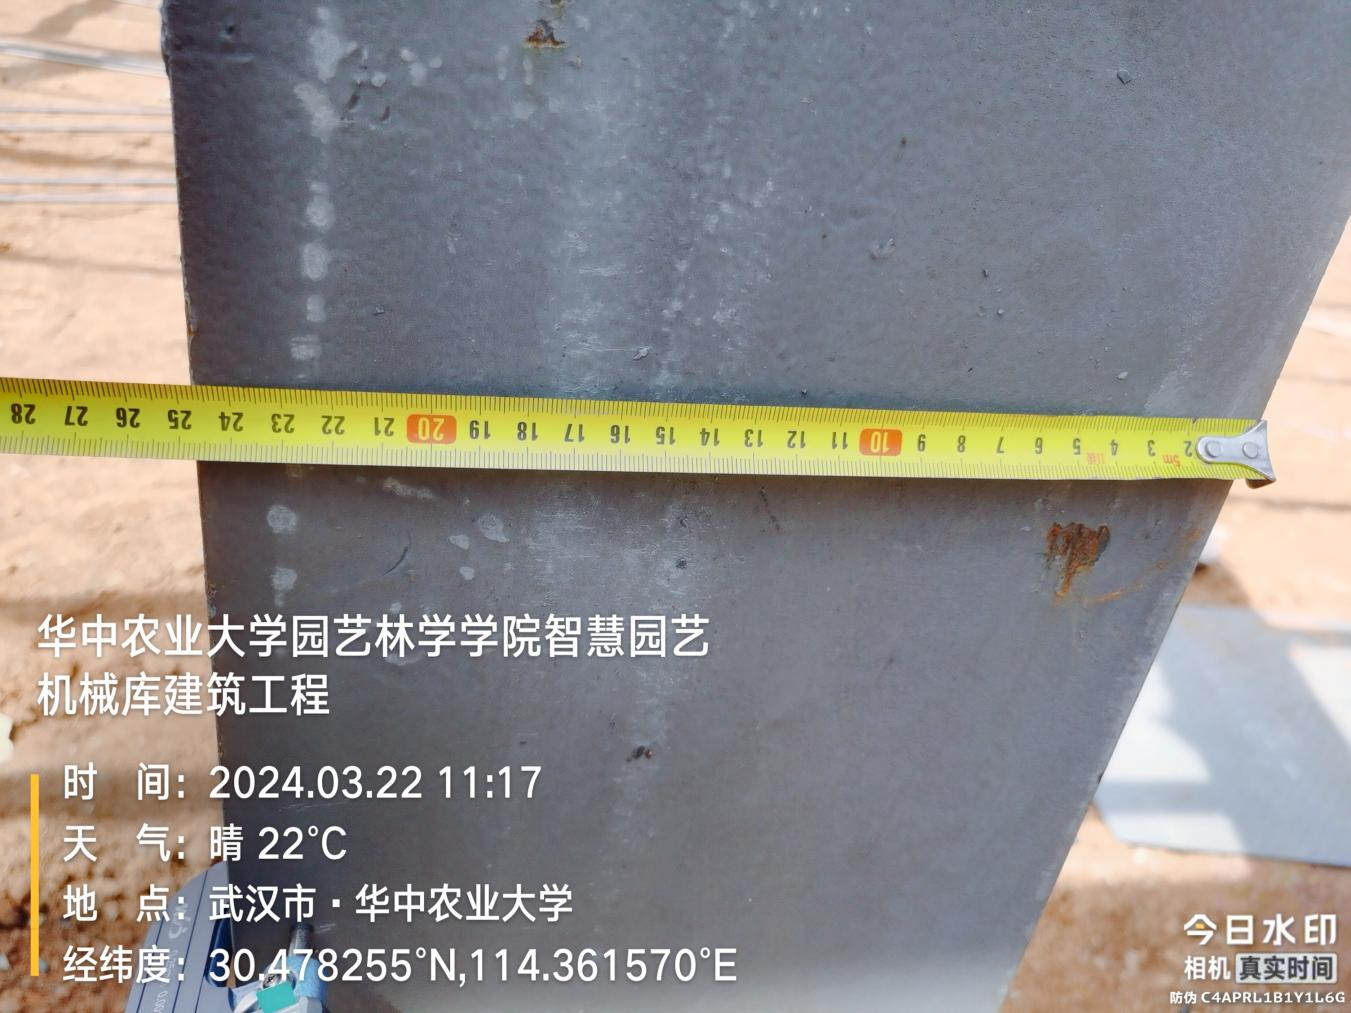 28 27 26 25 24 23 22 21 20 19 18 17 16 15 14 13 12 11 10 9 8 7 6 5 4 3 2
5m
华中农业大学园艺林学学院智慧园艺
机械库建筑工程
时 间：2024.03.22 11:17
天 气：晴 22°C
地 点：武汉市·华中农业大学
经纬度：30.478255°N,114.361570°E
今日水印
相机 真实时间
防伪 C4APRL1B1Y1L6G